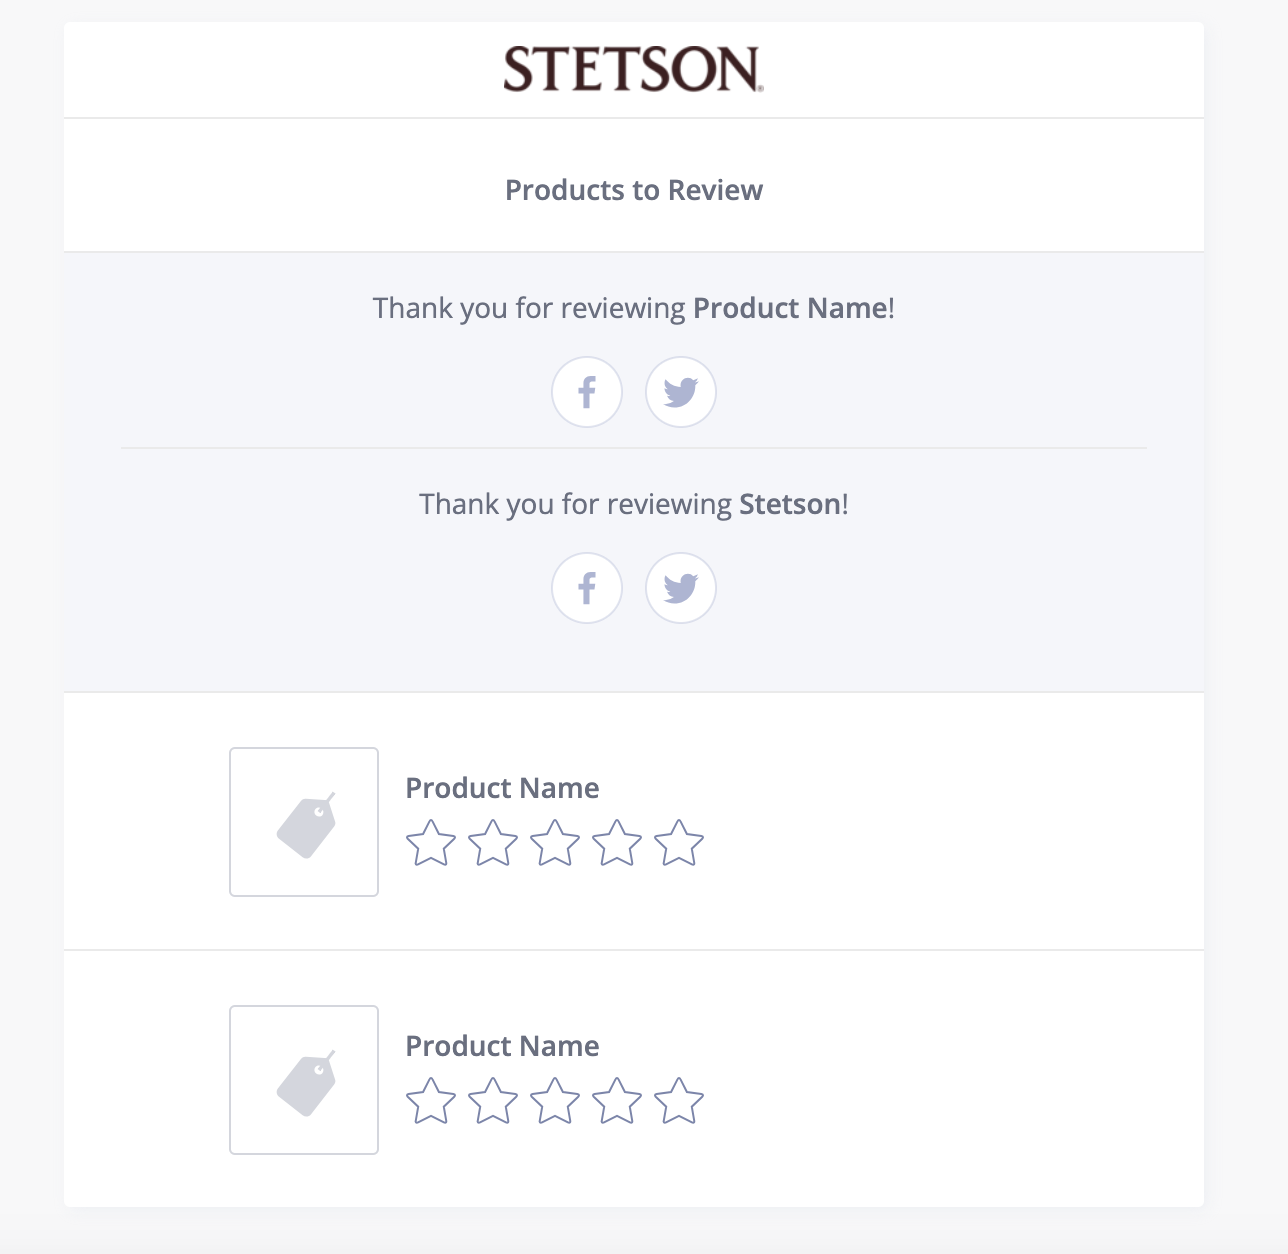 STETSON®
Products to Review
Thank you for reviewing Product Name!
Thank you for reviewing Stetson!
Product Name
Product Name